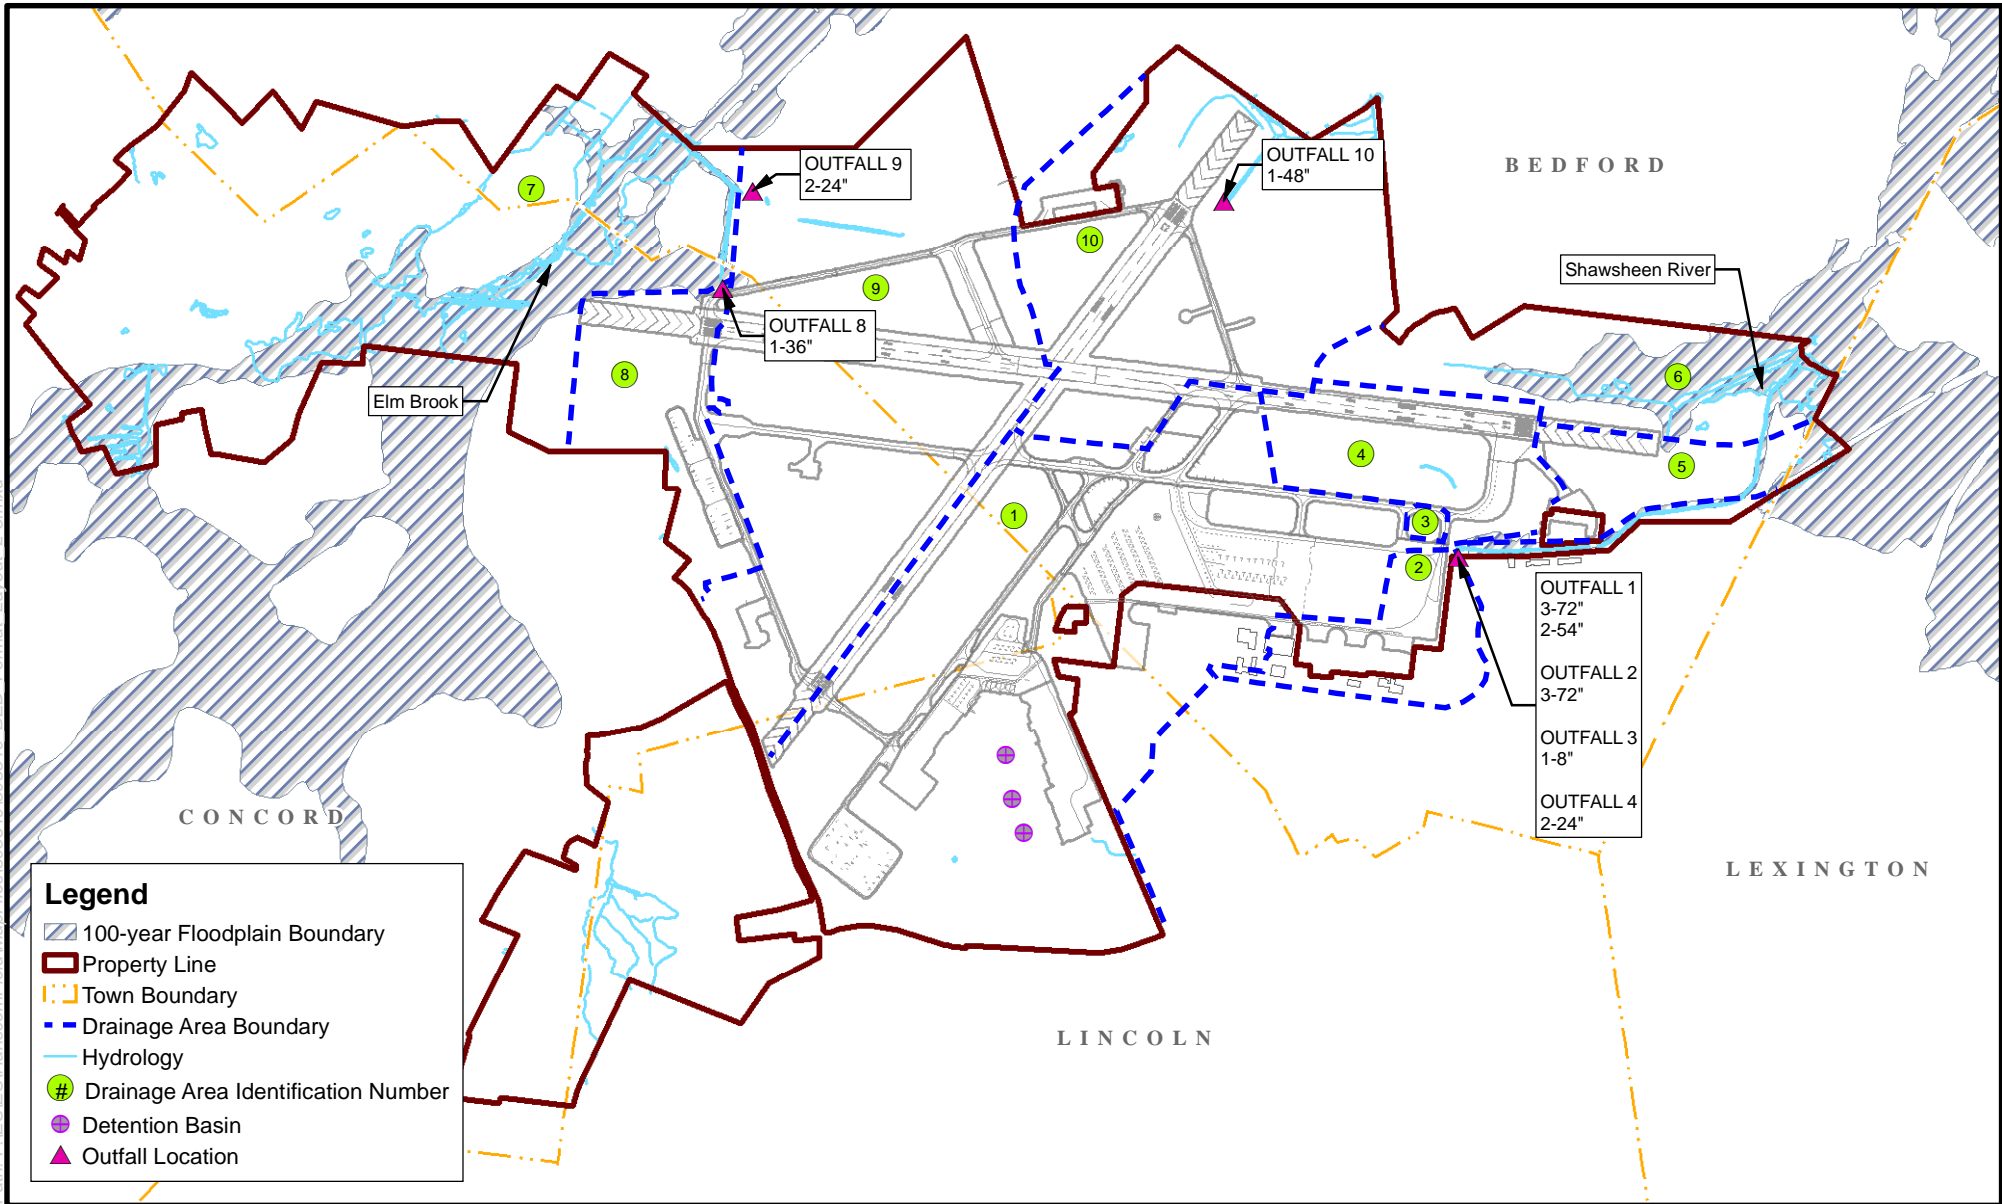 OUTFALL 9
2-24"
OUTFALL 10
1-48"
BEDFORD
7
10
9
Shawsheen River
OUTFALL 8
1-36"
8
Elm Brook
6
4
5
1
3
2
OUTFALL 1
3-72"
2-54"
OUTFALL 2
3-72"
OUTFALL 3
1-8"
OUTFALL 4
2-24"
CONCORD
LEXINGTON
LINCOLN
Legend
100-year Floodplain Boundary
Property Line
Town Boundary
Drainage Area Boundary
Hydrology
# Drainage Area Identification Number
Detention Basin
Outfall Location